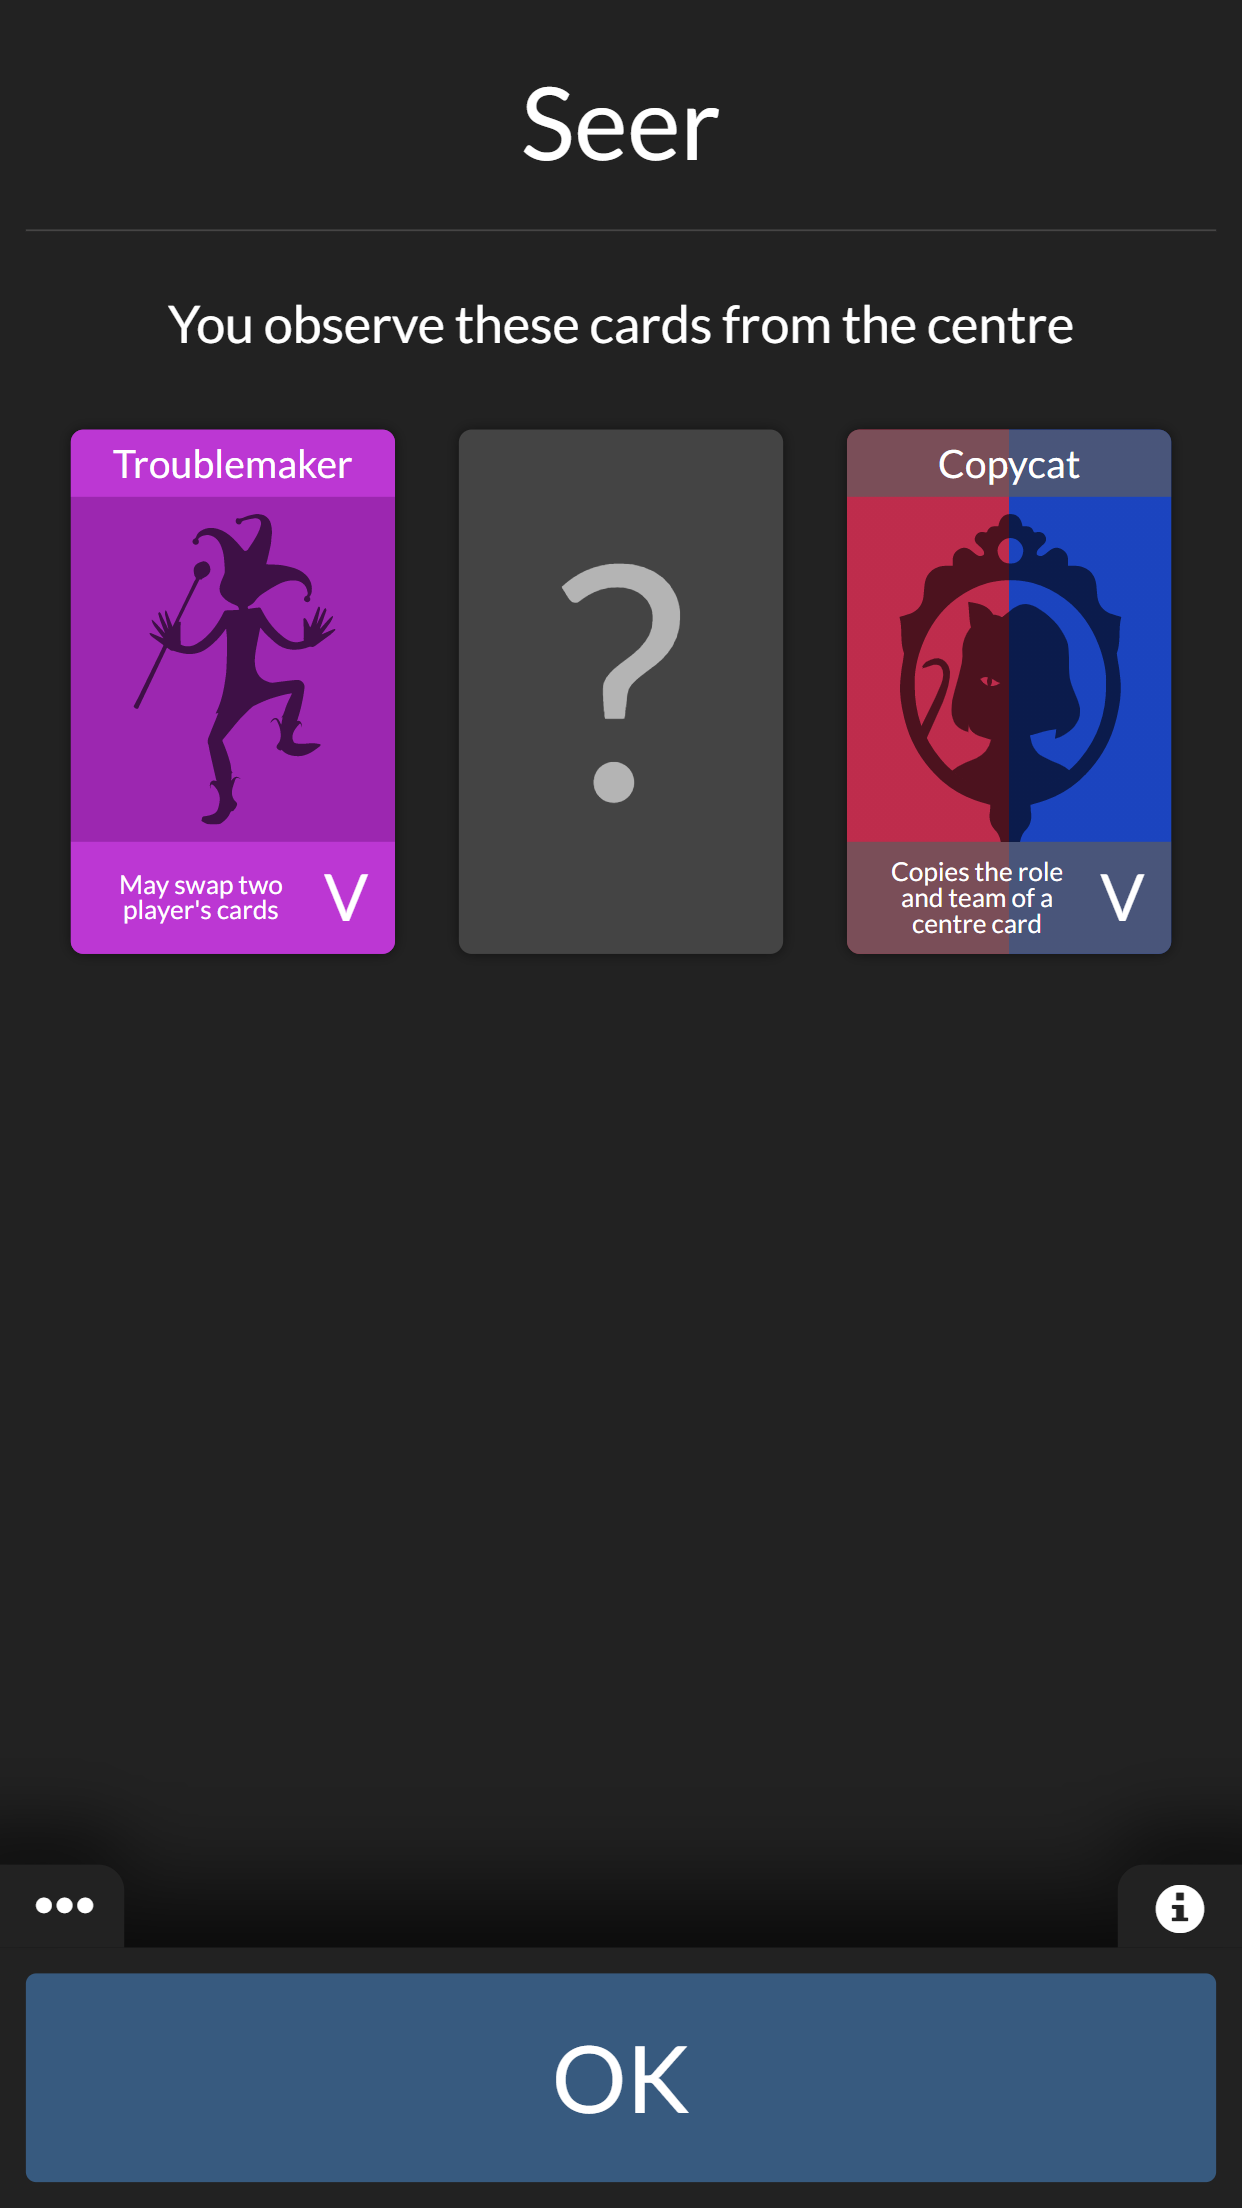 Seer
You observe these cards from the centre
Troublemaker
?
Copycat
May swap two
player's cards
V
Copies the role
and team of a
centre card
V
OK